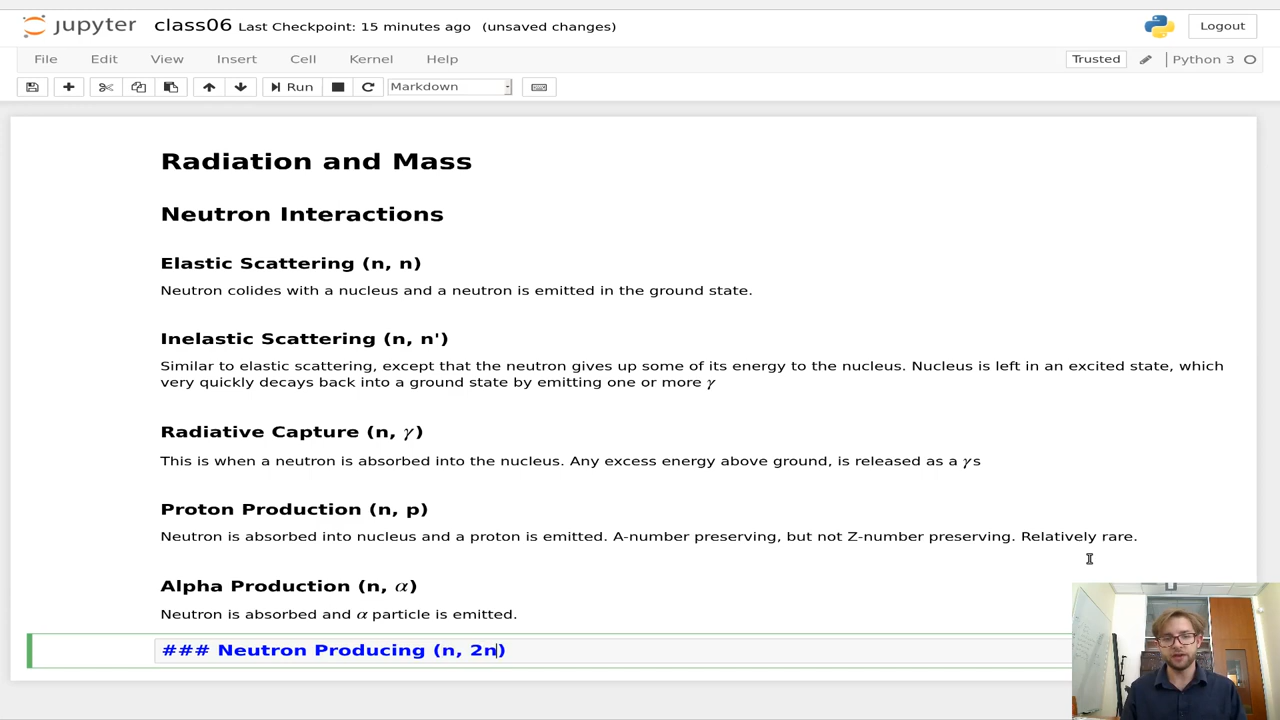 jupyter class06 Last Checkpoint: 15 minutes ago (unsaved changes) Logout
File Edit View Insert Cell Kernel Help Trusted Python 3
Run Markdown
Radiation and Mass
Neutron Interactions
Elastic Scattering (n, n)
Neutron colides with a nucleus and a neutron is emitted in the ground state.
Inelastic Scattering (n, n')
Similar to elastic scattering, except that the neutron gives up some of its energy to the nucleus. Nucleus is left in an excited state, which
very quickly decays back into a ground state by emitting one or more γ
Radiative Capture (n, γ)
This is when a neutron is absorbed into the nucleus. Any excess energy above ground, is released as a γs
Proton Production (n, p)
Neutron is absorbed into nucleus and a proton is emitted. A-number preserving, but not Z-number preserving. Relatively rare.
Alpha Production (n, α)
Neutron is absorbed and α particle is emitted.
### Neutron Producing (n, 2n)